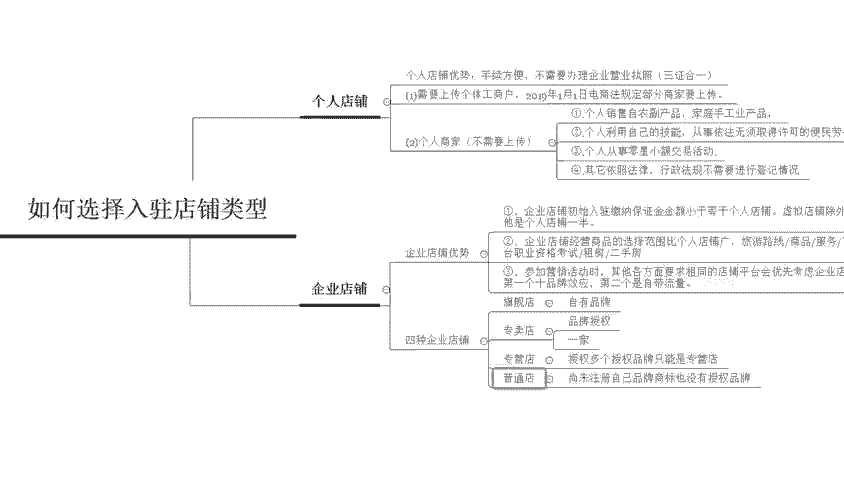 如何选择入驻店铺类型
个人店铺
个人店铺优势：手续方便，不需要办理企业营业执照（三证合一）
(1)需要上传个体工商户，2019年1月1日电商法规定部分商家要上传。
(2)个人商家（不需要上传）
①.个人销售自农副产品，家庭手工业产品；
②.个人利用自己的技能，从事依法无须取得许可的便民劳
③.个人从事零星小额交易活动.
④.其它依照法律，行政法规不需要进行登记情况
企业店铺
企业店铺优势
①，企业店铺初始入驻缴纳保证金金额小于等于个人店铺。虚拟店铺除外
他是个人店铺一半。
②，企业店铺经营商品的选择范围比个人店铺广，旅游路线/商品/服务/
台职业资格考试/租房/二手房
③，参加营销活动时，其他各方面要求相同的店铺平台会优先考虑企业店
第一个十品牌效应，第二个是自带流量。
四种企业店铺
旗舰店
自有品牌
专卖店
品牌授权
一家
专营店
授权多个授权品牌只能是专营店
普通店
尚未注册自己品牌商标也没有授权品牌